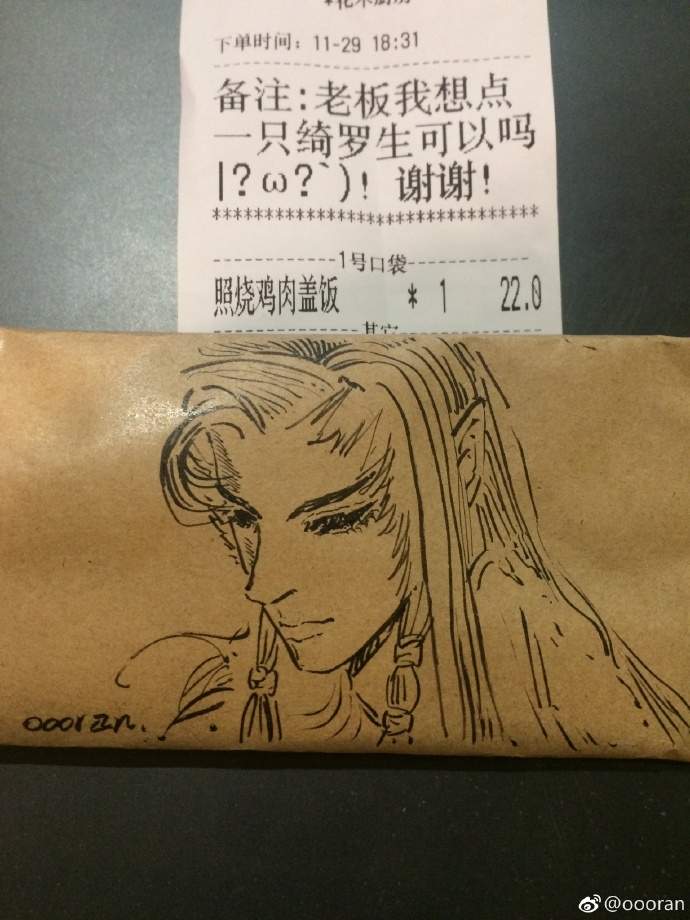 下单时间：11-29 18:31
备注:老板我想点
一只绮罗生可以吗
|?ω?`)! 谢谢!
**************************************
------------1号口袋------------
照烧鸡肉盖饭 * 1 22.0
oooran.
@oooran